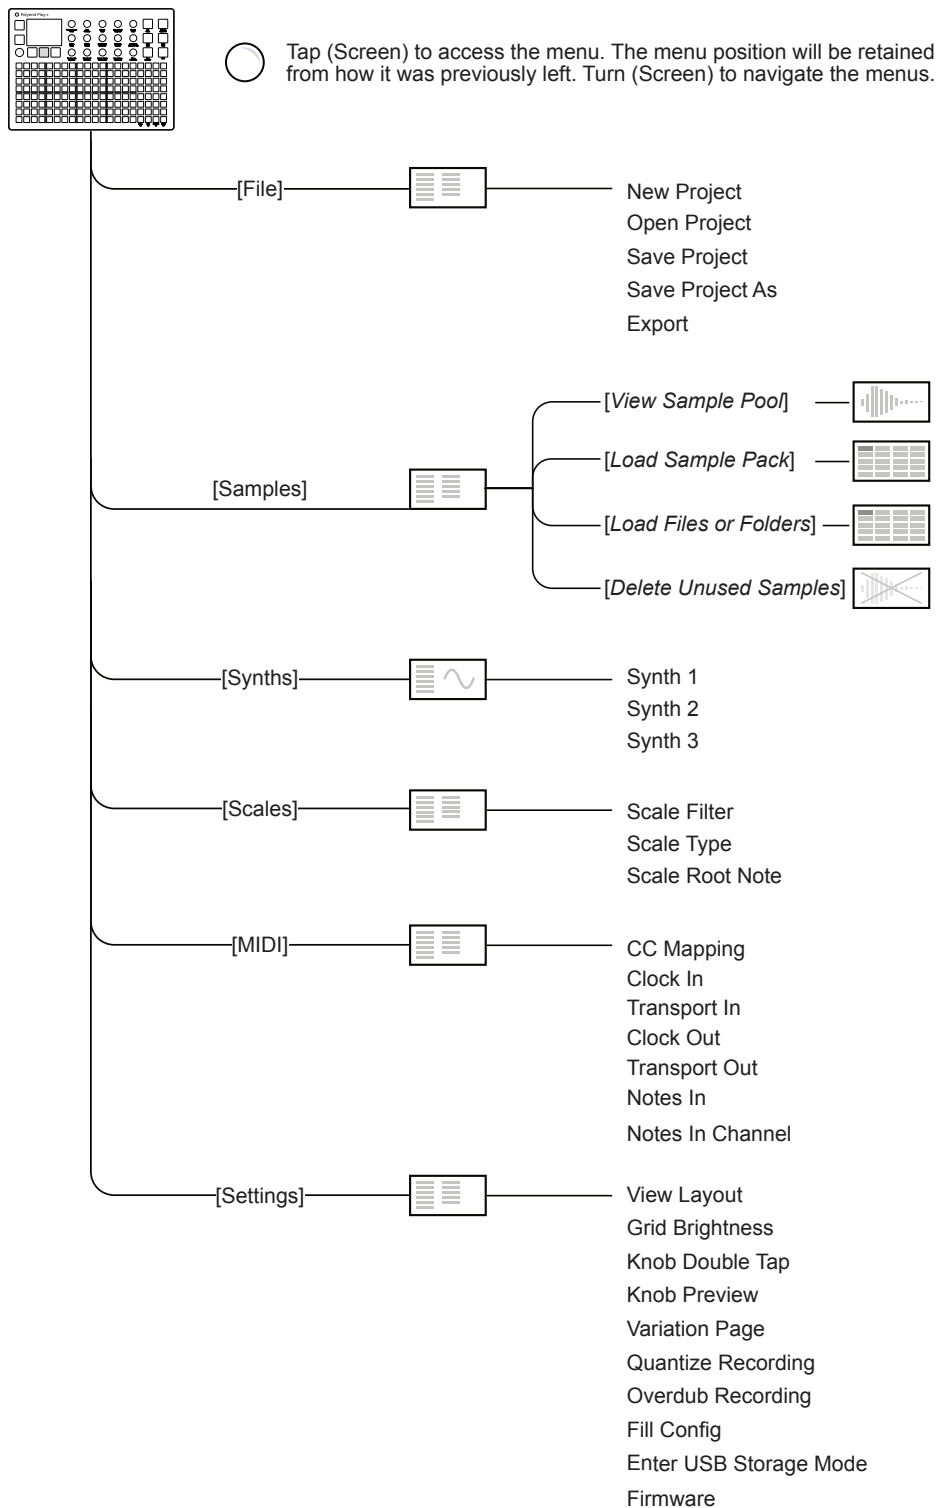 Polyend Play+
Tap (Screen) to access the menu. The menu position will be retained
from how it was previously left. Turn (Screen) to navigate the menus.
[File]
New Project
Open Project
Save Project
Save Project As
Export
[Samples]
[View Sample Pool]
[Load Sample Pack]
[Load Files or Folders]
[Delete Unused Samples]
[Synths]
Synth 1
Synth 2
Synth 3
[Scales]
Scale Filter
Scale Type
Scale Root Note
[MIDI]
CC Mapping
Clock In
Transport In
Clock Out
Transport Out
Notes In
Notes In Channel
[Settings]
View Layout
Grid Brightness
Knob Double Tap
Knob Preview
Variation Page
Quantize Recording
Overdub Recording
Fill Config
Enter USB Storage Mode
Firmware